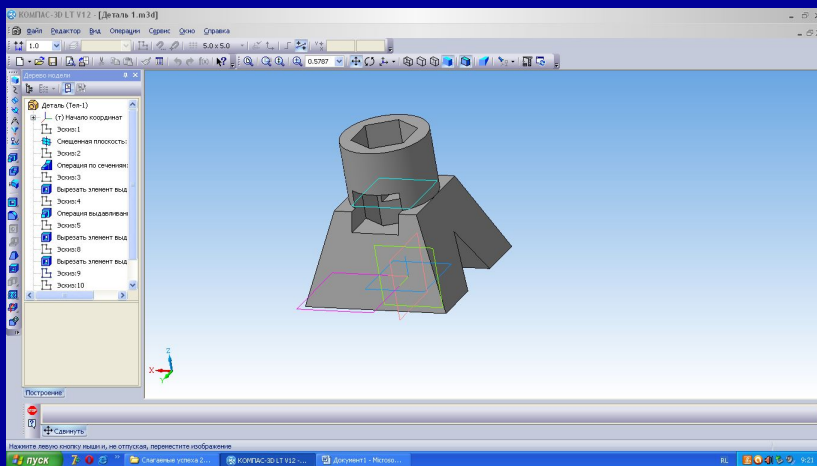 КОМПАС-3D LT V12 - [Деталь 1.m3d]
Файл Редактор Вид Операции Сервис Окно Справка
1.0 5.0 x 5.0
0.5787
Дерево модели
Деталь (Тел-1)
(т) Начало координат
Эскиз:1
Смещенная плоскость:
Эскиз:2
Операция по сечениям:
Эскиз:3
Вырезать элемент выд
Эскиз:4
Операция выдавливани
Эскиз:5
Вырезать элемент выд
Эскиз:8
Вырезать элемент выд
Эскиз:9
Эскиз:10
Z
X
Y
Построение
STOP
Сдвинуть
Нажмите левую кнопку мыши и, не отпуская, переместите изображение
пуск Слагаемые успеха 2... КОМПАС-3D LT V12 -... Документ1 - Microso... RL 9:21